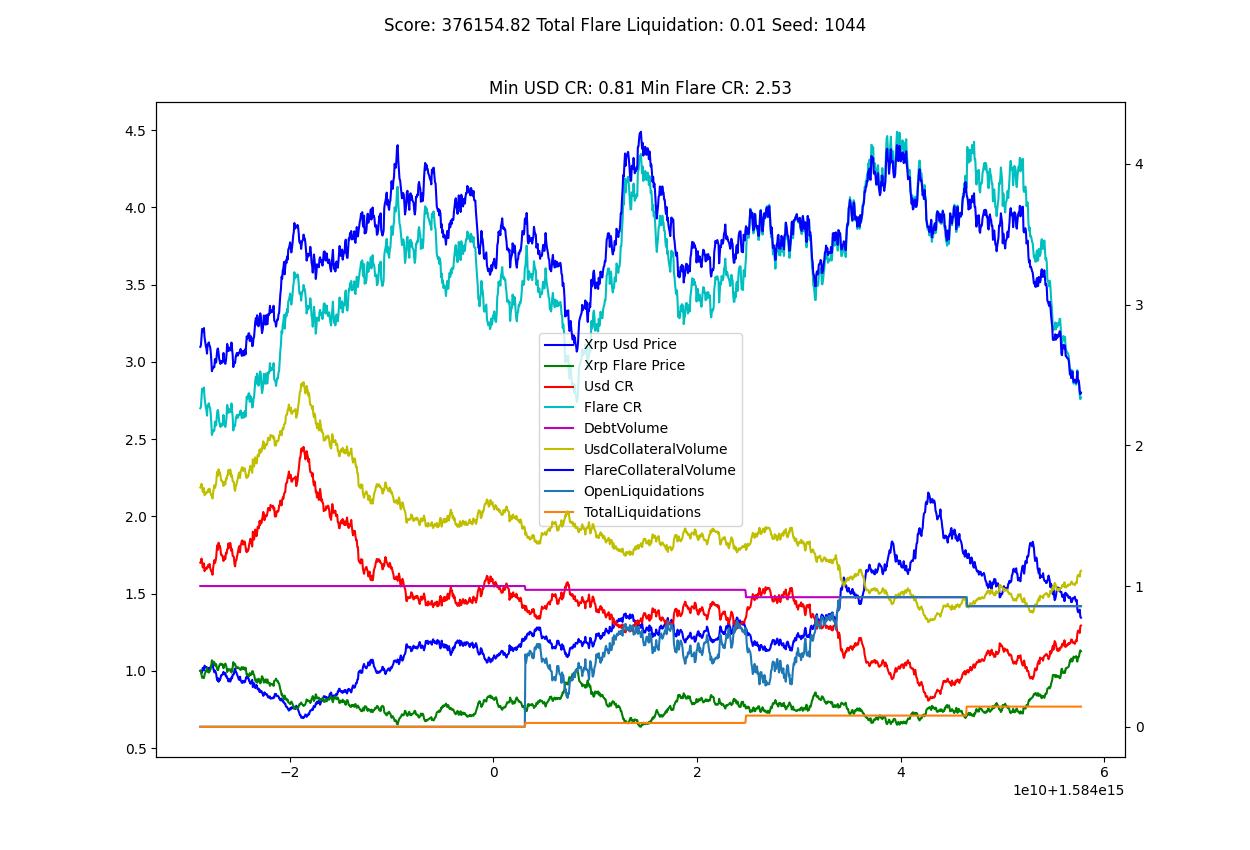 Score: 376154.82 Total Flare Liquidation: 0.01 Seed: 1044
Min USD CR: 0.81 Min Flare CR: 2.53
4.5
4.0
3.5
3.0
2.5
2.0
1.5
1.0
0.5
4
3
2
1
0
Xrp Usd Price
Xrp Flare Price
Usd CR
Flare CR
DebtVolume
UsdCollateralVolume
FlareCollateralVolume
OpenLiquidations
TotalLiquidations
−2 0 2 4 6
1e10+1.584e15